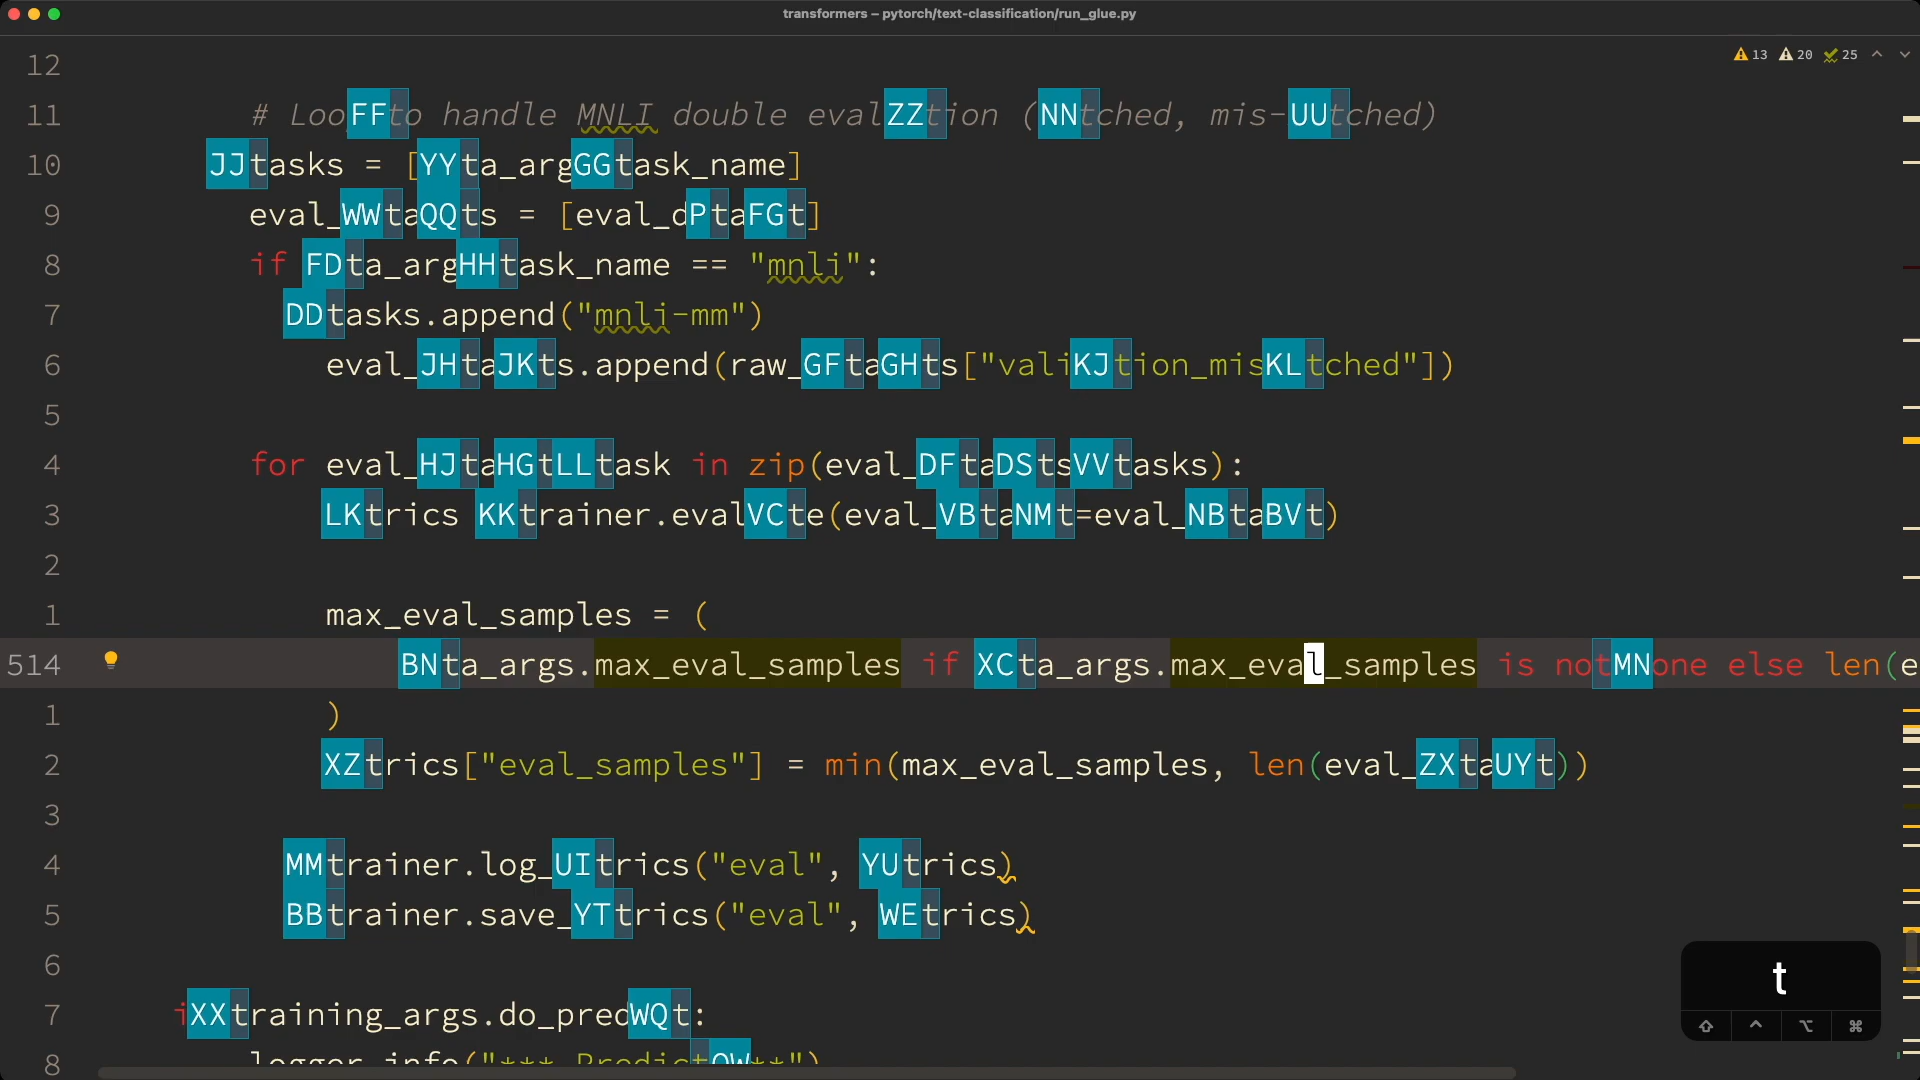 transformers – pytorch/text-classification/run_glue.py
13 20 25
12
11 # LooFFto handle MNLI double evalZZtion (NNtched, mis-UUtched)
10 JJtasks = [YYta_argGGtask_name]
9 eval_WWtaQQts = [eval_dPtaFGt]
8 if FDta_argHHtask_name == "mnli":
7 DDtasks.append("mnli-mm")
6 eval_JHtaJKts.append(raw_GFtaGHts["valiKJtion_misKLtched"])
5
4 for eval_HJtaHGtLLtask in zip(eval_DFtaDStsVVtasks):
3 LKtrics KKtrainer.evalVCte(eval_VBtaNMt=eval_NBtaBVt)
2
1 max_eval_samples = (
514 BNta_args.max_eval_samples if XCta_args.max_eval_samples is notMNone else len(e
1 )
2 XZtrics["eval_samples"] = min(max_eval_samples, len(eval_ZXtaUYt))
3
4 MMtrainer.log_UItrics("eval", YUtrics)
5 BBtrainer.save_YTtrics("eval", WEtrics)
6
7 iXXtraining_args.do_predWQt:
8 logger.info("*** PredictQW**")
t